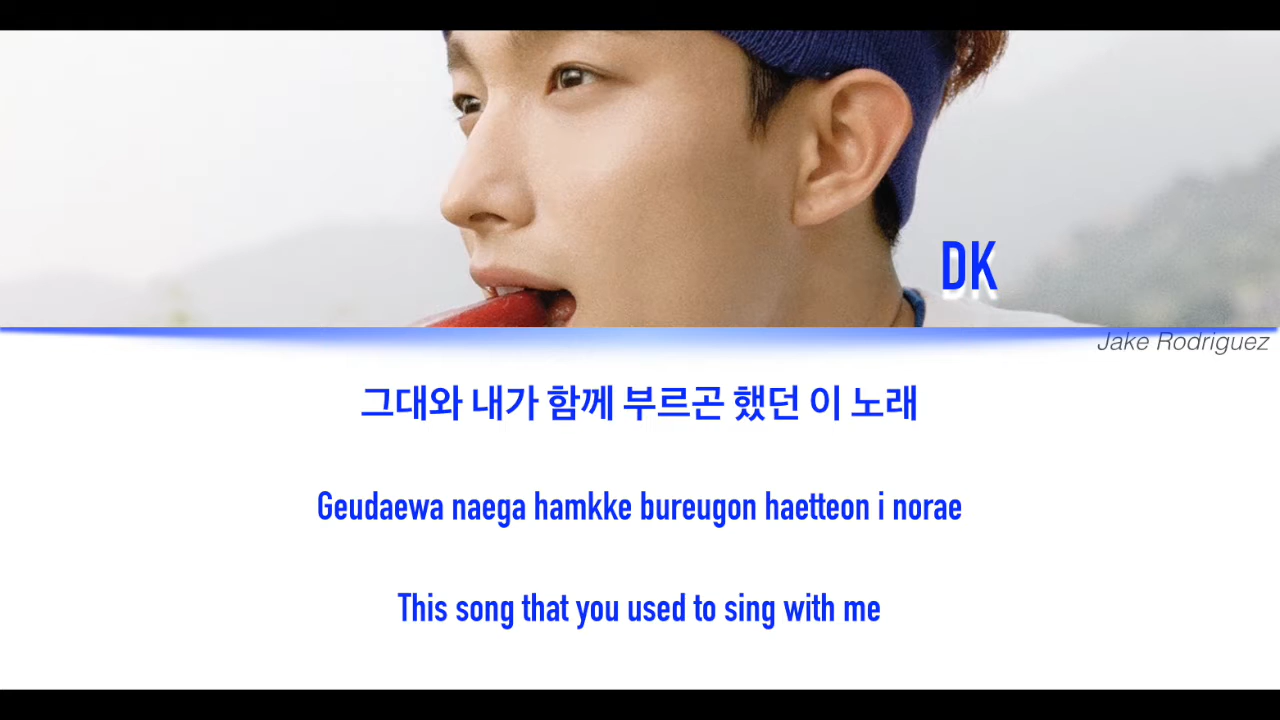 DK
Jake Rodriguez
그대와 내가 함께 부르곤 했던 이 노래
Geudaewa naega hamkke bureugon haetteon i norae
This song that you used to sing with me